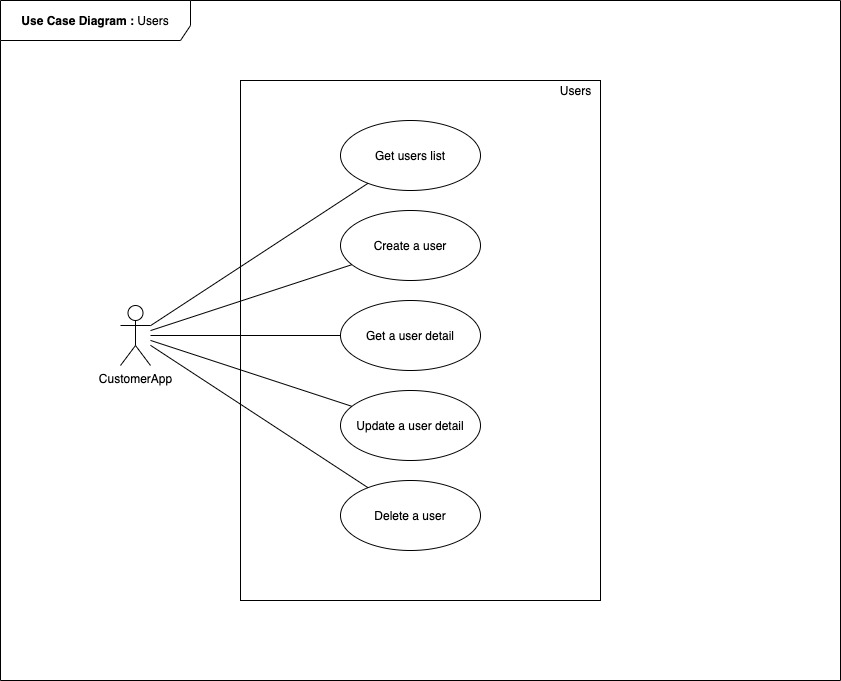 Use Case Diagram : Users
Users
Get users list
Create a user
Get a user detail
CustomerApp
Update a user detail
Delete a user